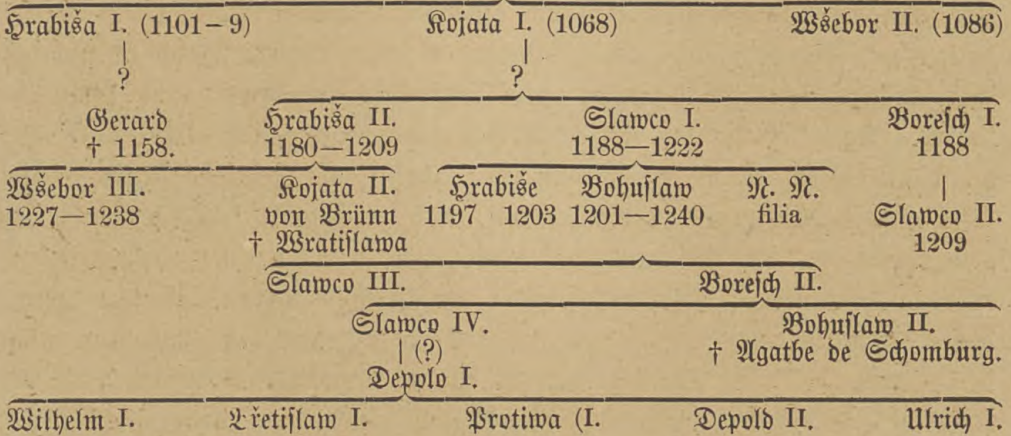 Hrabiša I. (1101–9) Kojata I. (1068) Wšebor II. (1086)
? ?
Gerard Hrabiša II. Slawco I. Boresch I.
† 1158. 1180—1209 1188—1222 1188
Wšebor III. Kojata II. Hrabiše Bohuslaw N. N. |
1227—1238 von Brünn 1197 1203 1201—1240 filia Slawco II.
† Wratislawa 1209
Slawco III. Boresch II.
Slawco IV. Bohuslaw II.
| (?) † Agatbe de Schomburg.
Depolo I.
Wilhelm I. Břetislaw I. Protiwa (I. Depold II. Ulrich I.